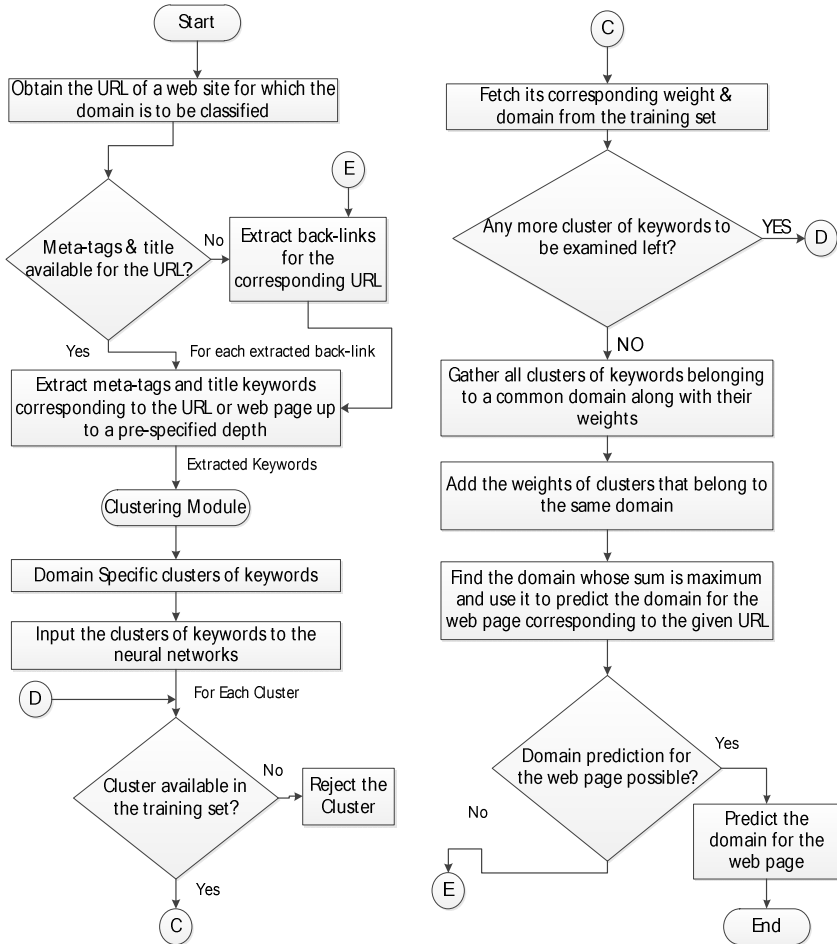 Start
Obtain the URL of a web site for which the
domain is to be classified
E
Meta-tags & title
available for the URL?
No
Extract back-links
for the
corresponding URL
Yes
For each extracted back-link
Extract meta-tags and title keywords
corresponding to the URL or web page up
to a pre-specified depth
Extracted Keywords
Clustering Module
Domain Specific clusters of keywords
Input the clusters of keywords to the
neural networks
D
For Each Cluster
Cluster available in
the training set?
No
Reject the
Cluster
Yes
C
C
Fetch its corresponding weight &
domain from the training set
Any more cluster of keywords to
be examined left?
YES
D
NO
Gather all clusters of keywords belonging
to a common domain along with their
weights
Add the weights of clusters that belong to
the same domain
Find the domain whose sum is maximum
and use it to predict the domain for the
web page corresponding to the given URL
Domain prediction for
the web page possible?
Yes
No
Predict the
domain for the
web page
E
End